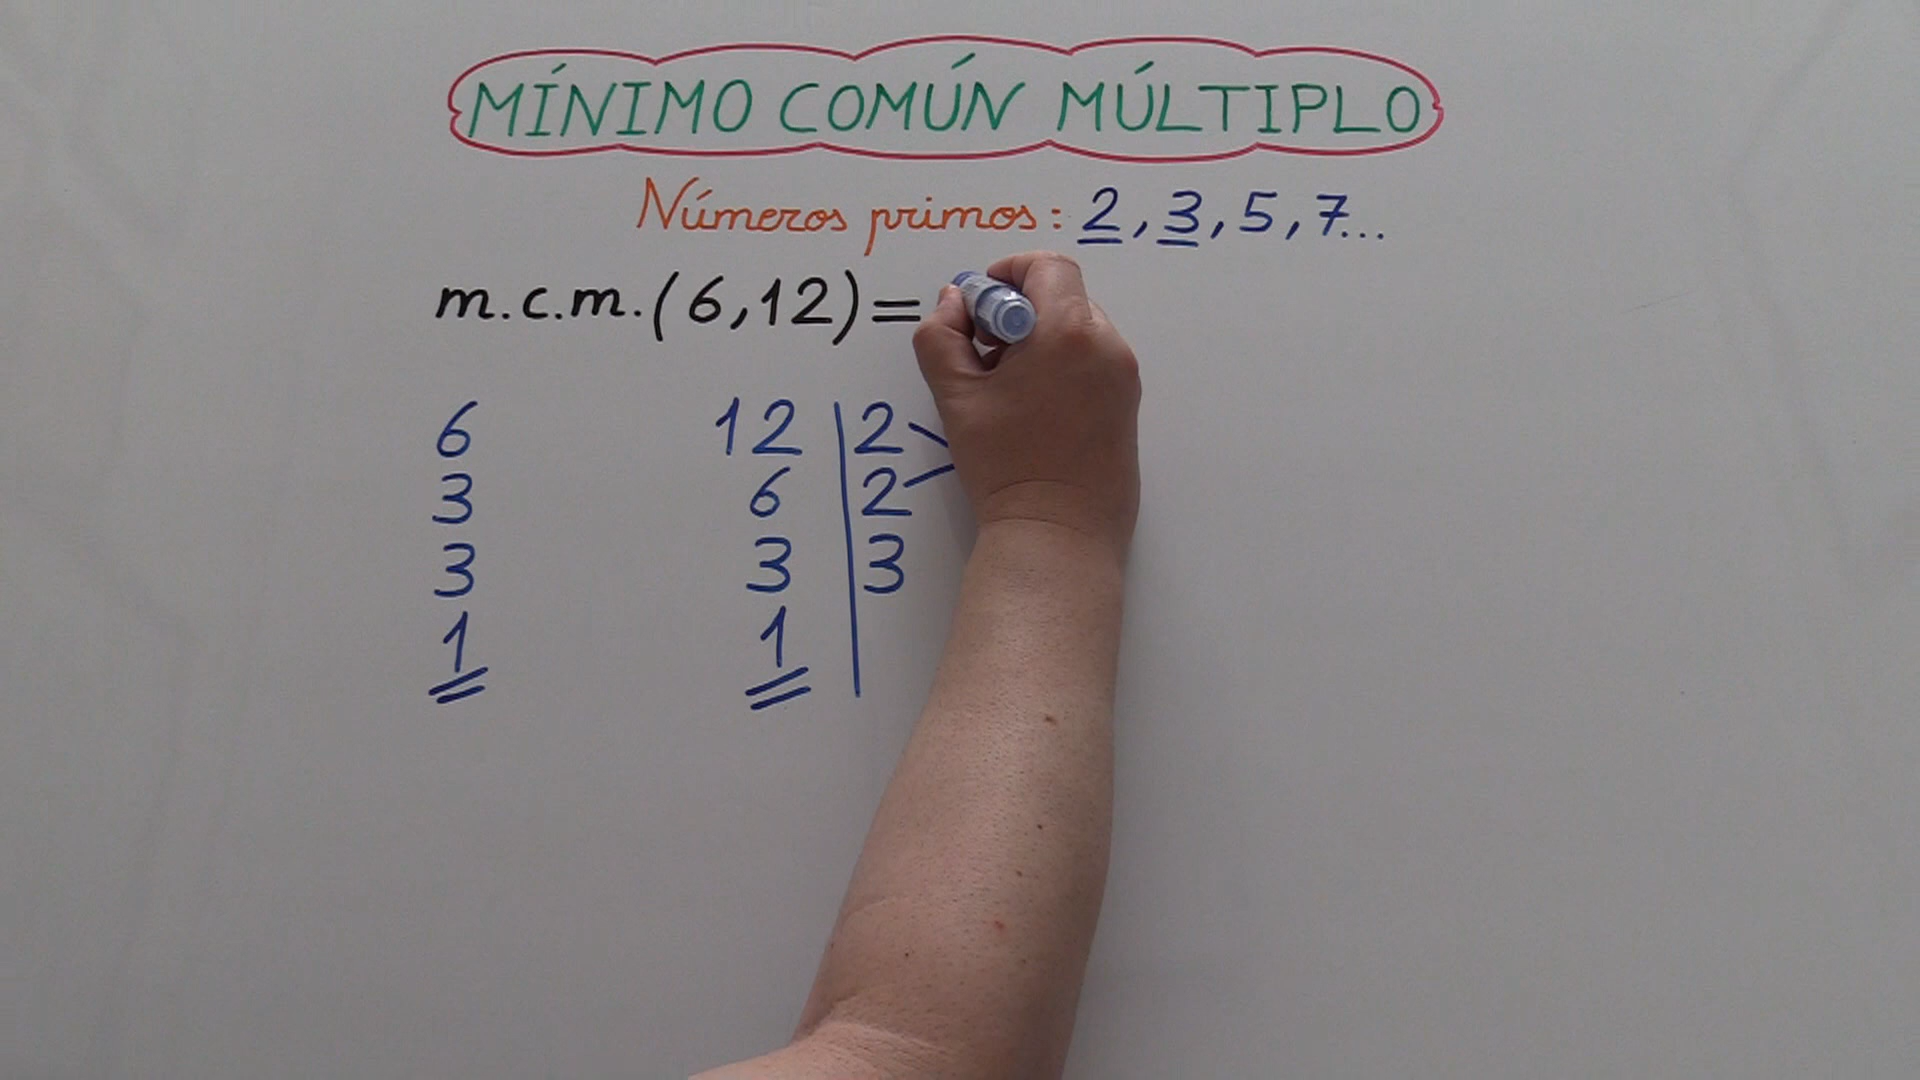 MÍNIMO COMÚN MÚLTIPLO
Números primos: 2, 3, 5, 7...
m.c.m. (6,12)=
6 12 2
3 6 2
3 3 3
1 1